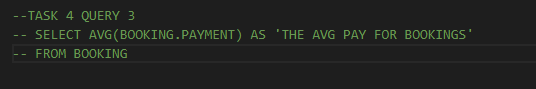 --TASK 4 QUERY 3
-- SELECT AVG(BOOKING.PAYMENT) AS 'THE AVG PAY FOR BOOKINGS'
-- FROM BOOKING